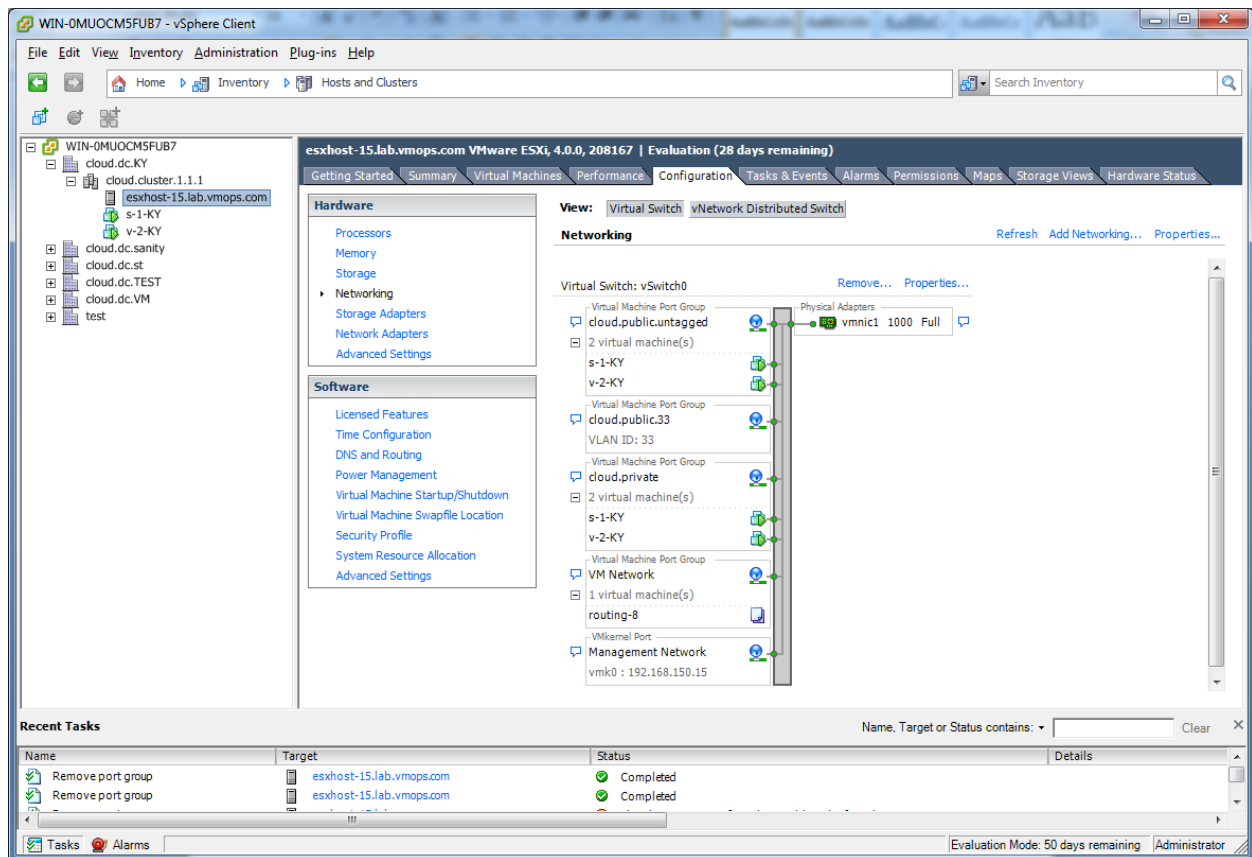 WIN-0MUOCM5FUB7 - vSphere Client
File Edit View Inventory Administration Plug-ins Help
Home Inventory Hosts and Clusters Search Inventory
WIN-0MUOCM5FUB7
cloud.dc.KY
cloud.cluster.1.1.1
esxhost-15.lab.vmops.com
s-1-KY
v-2-KY
cloud.dc.sanity
cloud.dc.st
cloud.dc.TEST
cloud.dc.VM
test
esxhost-15.lab.vmops.com VMware ESXi, 4.0.0, 208167 | Evaluation (28 days remaining)
Getting Started Summary Virtual Machines Performance Configuration Tasks & Events Alarms Permissions Maps Storage Views Hardware Status
Hardware
Processors
Memory
Storage
Networking
Storage Adapters
Network Adapters
Advanced Settings
Software
Licensed Features
Time Configuration
DNS and Routing
Power Management
Virtual Machine Startup/Shutdown
Virtual Machine Swapfile Location
Security Profile
System Resource Allocation
Advanced Settings
View: Virtual Switch vNetwork Distributed Switch
Networking Refresh Add Networking... Properties...
Virtual Switch: vSwitch0 Remove... Properties...
Virtual Machine Port Group Physical Adapters
cloud.public.untagged vmnic1 1000 Full
2 virtual machine(s)
s-1-KY
v-2-KY
Virtual Machine Port Group
cloud.public.33
VLAN ID: 33
Virtual Machine Port Group
cloud.private
2 virtual machine(s)
s-1-KY
v-2-KY
Virtual Machine Port Group
VM Network
1 virtual machine(s)
routing-8
VMkernel Port
Management Network
vmk0 : 192.168.150.15
Recent Tasks Name, Target or Status contains: Clear
Name Target Status Details
Remove port group esxhost-15.lab.vmops.com Completed
Remove port group esxhost-15.lab.vmops.com Completed
Tasks Alarms Evaluation Mode: 50 days remaining Administrator